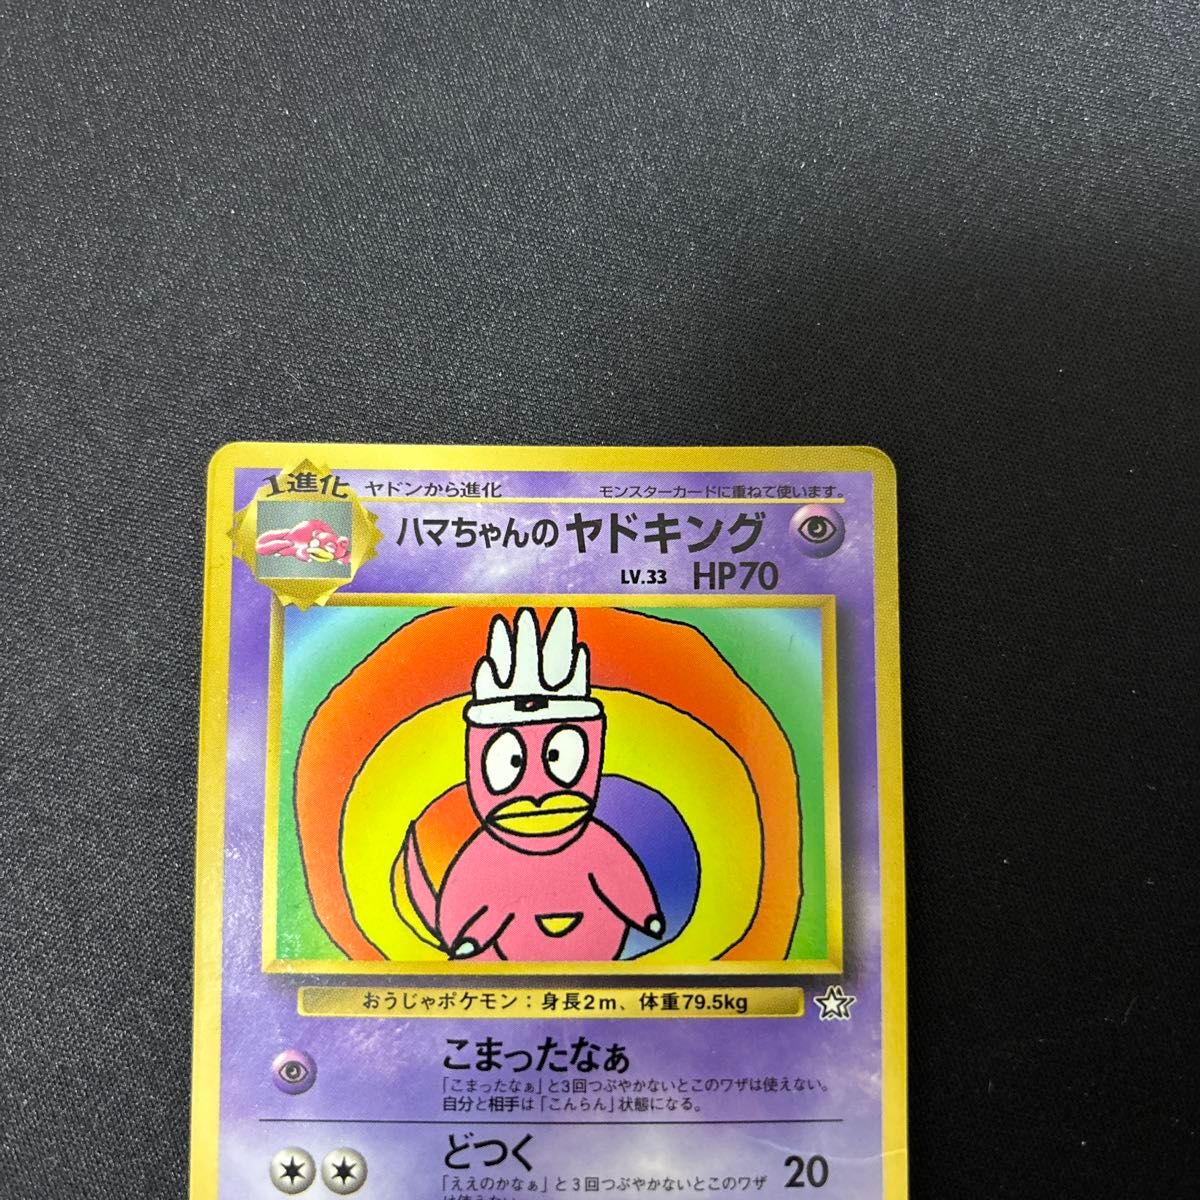 1進化
ヤドンから進化
モンスターカードに重ねて使います。
ハマちゃんのヤドキング
LV.33 HP70
おうじゃポケモン：身長2m、体重79.5kg
こまったなぁ
「こまったなぁ」と3回つぶやかないとこのワザは使えない。
自分と相手は「こんらん」状態になる。
どつく
20
「ええのかなぁ」と3回つぶやかないとこのワザ
は使えない。